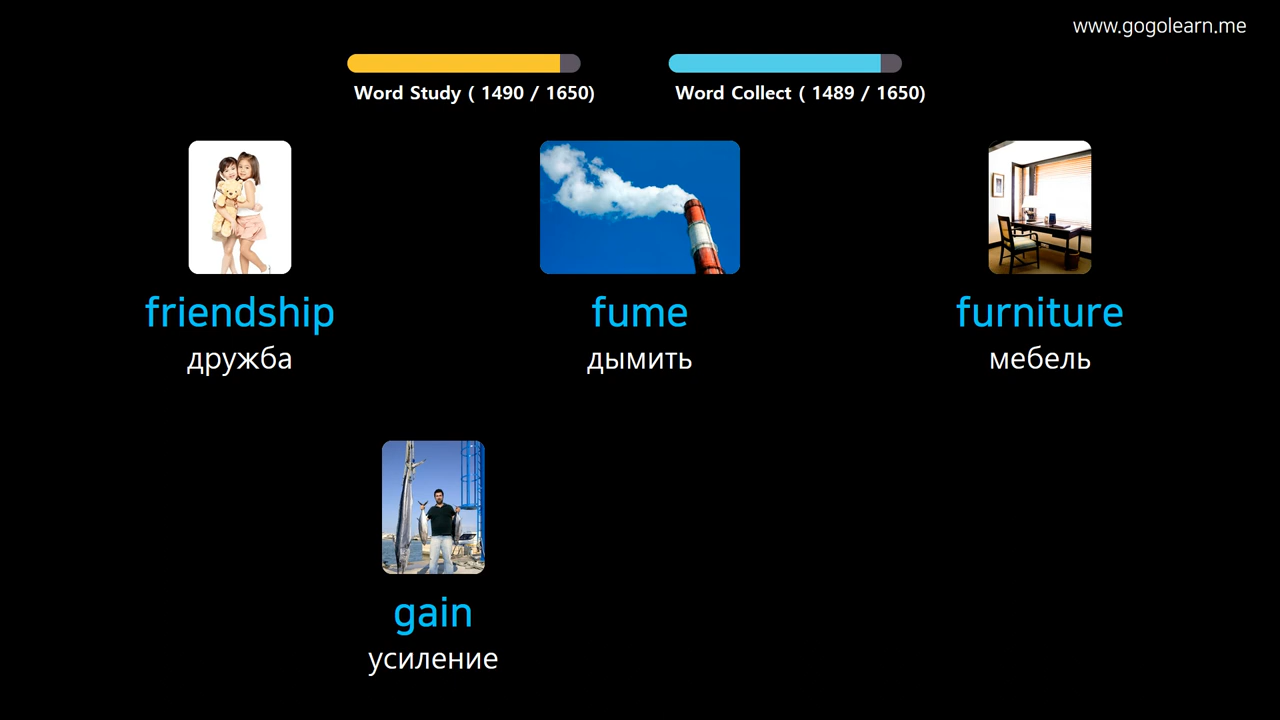 www.gogolearn.me
Word Study ( 1490 / 1650)
Word Collect ( 1489 / 1650)
friendship
дружба
fume
дымить
furniture
мебель
gain
усиление